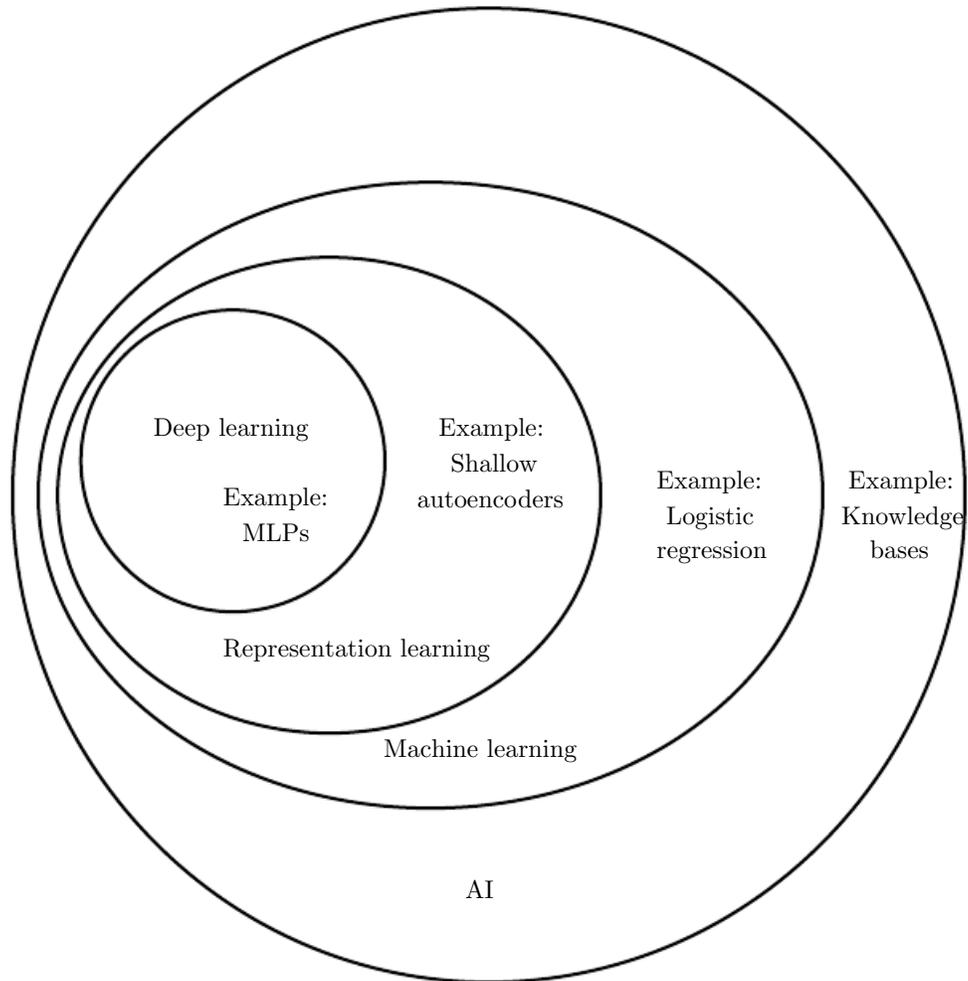 Deep learning
Example:
MLPs
Example:
Shallow
autoencoders
Example:
Logistic
regression
Example:
Knowledge
bases
Representation learning
Machine learning
AI